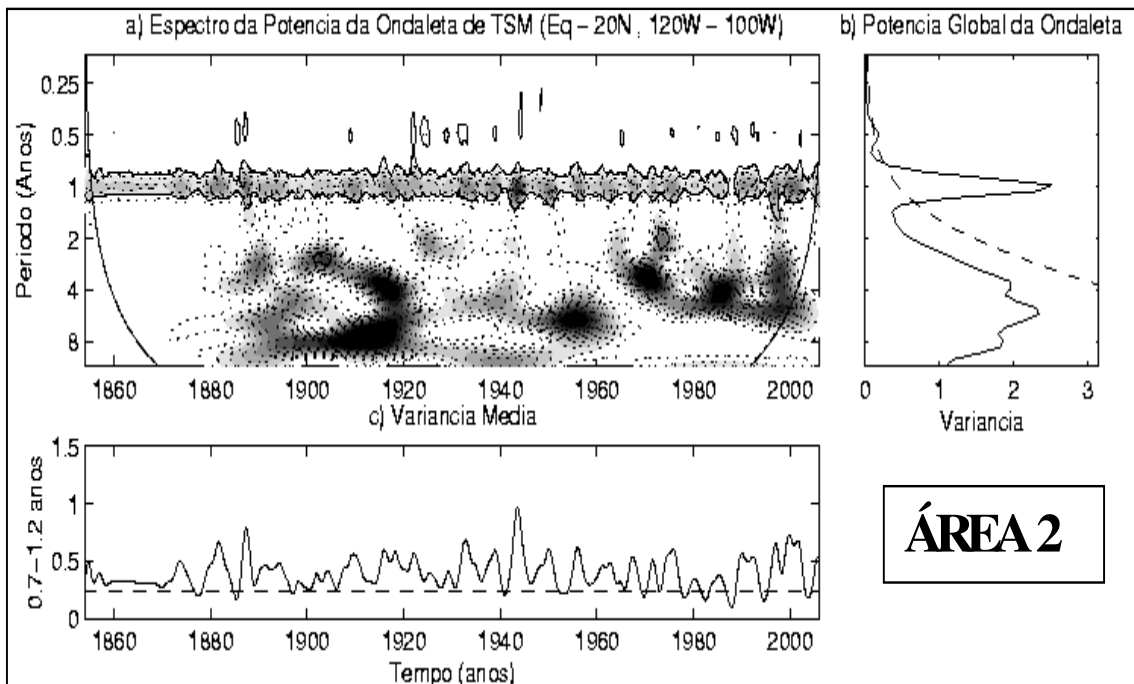 a) Espectro da Potencia da Ondaleta de TSM (Eq – 20N , 120W – 100W)
b) Potencia Global da Ondaleta
Periodo (Anos)
0.25
0.5
1
2
4
8
1860 1880 1900 1920 1940 1960 1980 2000
0 1 2 3
Variancia
c) Variancia Media
0.7–1.2 anos
1.5
1
0.5
0
1860 1880 1900 1920 1940 1960 1980 2000
Tempo (anos)
ÁREA 2